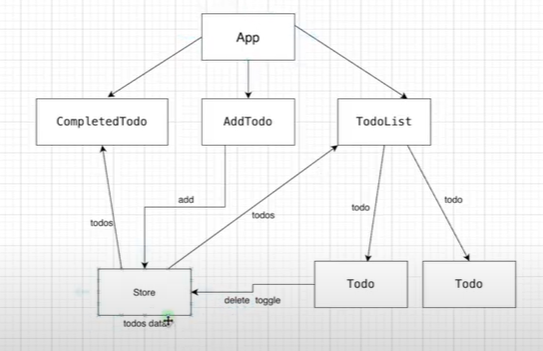 App
CompletedTodo
AddTodo
TodoList
add
todos
todos
todo
todo
Store
Todo
Todo
delete toggle
todos data